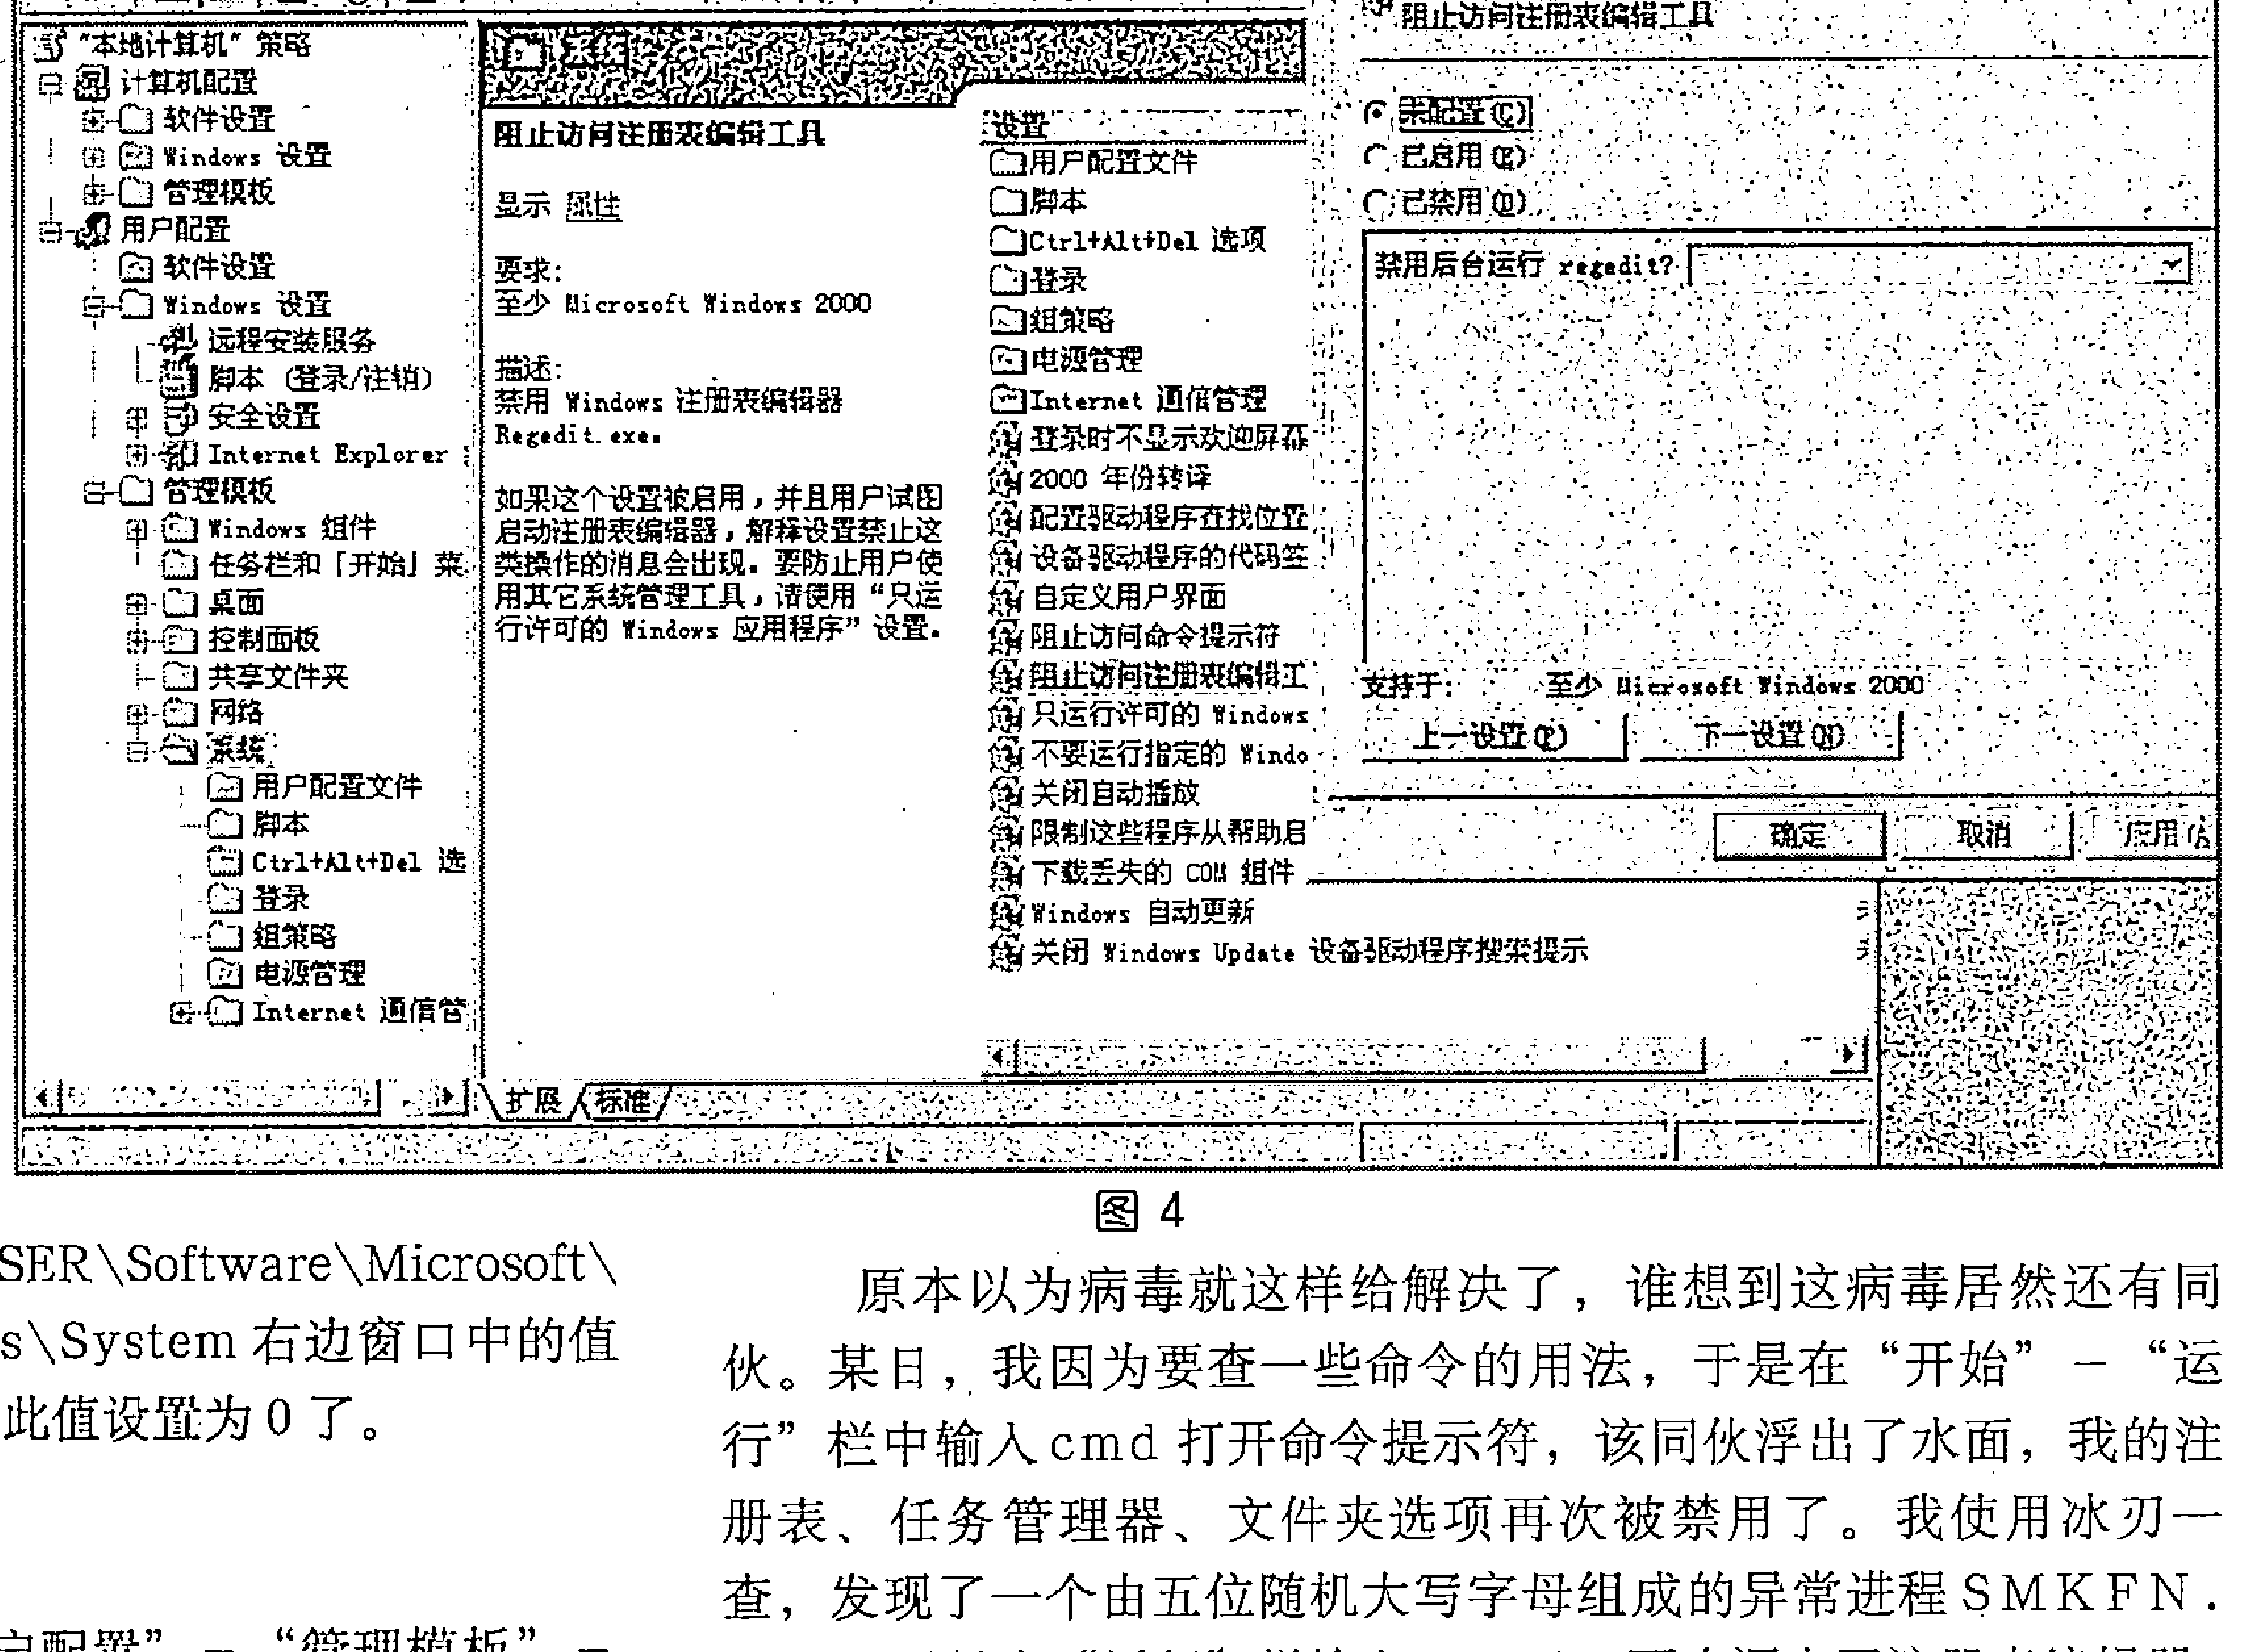 "本地计算机" 策略
计算机配置
软件设置
Windows 设置
管理模板
用户配置
软件设置
Windows 设置
远程安装服务
脚本 (登录/注销)
安全设置
Internet Explorer
管理模板
Windows 组件
任务栏和「开始」菜
桌面
控制面板
共享文件夹
网络
系统
用户配置文件
脚本
Ctrl+Alt+Del 选
登录
组策略
电源管理
Internet 通信管
系统
阻止访问注册表编辑工具
显示 属性
要求:
至少 Microsoft Windows 2000
描述:
禁用 Windows 注册表编辑器
Regedit.exe。
如果这个设置被启用，并且用户试图
启动注册表编辑器，解释设置禁止这
类操作的消息会出现。要防止用户使
用其它系统管理工具，请使用“只运
行许可的 Windows 应用程序”设置。
设置
用户配置文件
脚本
Ctrl+Alt+Del 选项
登录
组策略
电源管理
Internet 通信管理
登录时不显示欢迎屏幕
2000 年份转译
配置驱动程序查找位置
设备驱动程序的代码签
自定义用户界面
阻止访问命令提示符
阻止访问注册表编辑工
只运行许可的 Windows
不要运行指定的 Windo
关闭自动播放
限制这些程序从帮助启
下载丢失的 COM 组件
Windows 自动更新
关闭 Windows Update 设备驱动程序搜索提示
扩展 标准
阻止访问注册表编辑工具
未配置(C)
已启用(E)
已禁用(D)
禁用后台运行 regedit?
支持于: 至少 Microsoft Windows 2000
上一设置(P) 下一设置(N)
确定 取消 应用(A
图 4
SER\Software\Microsoft\
s\System 右边窗口中的值
此值设置为0了。
配置”－“管理模板”－
原本以为病毒就这样给解决了，谁想到这病毒居然还有同
伙。某日，我因为要查一些命令的用法，于是在“开始”－“运
行”栏中输入cmd打开命令提示符，该同伙浮出了水面，我的注
册表、任务管理器、文件夹选项再次被禁用了。我使用冰刃一
查，发现了一个由五位随机大写字母组成的异常进程SMKFN.